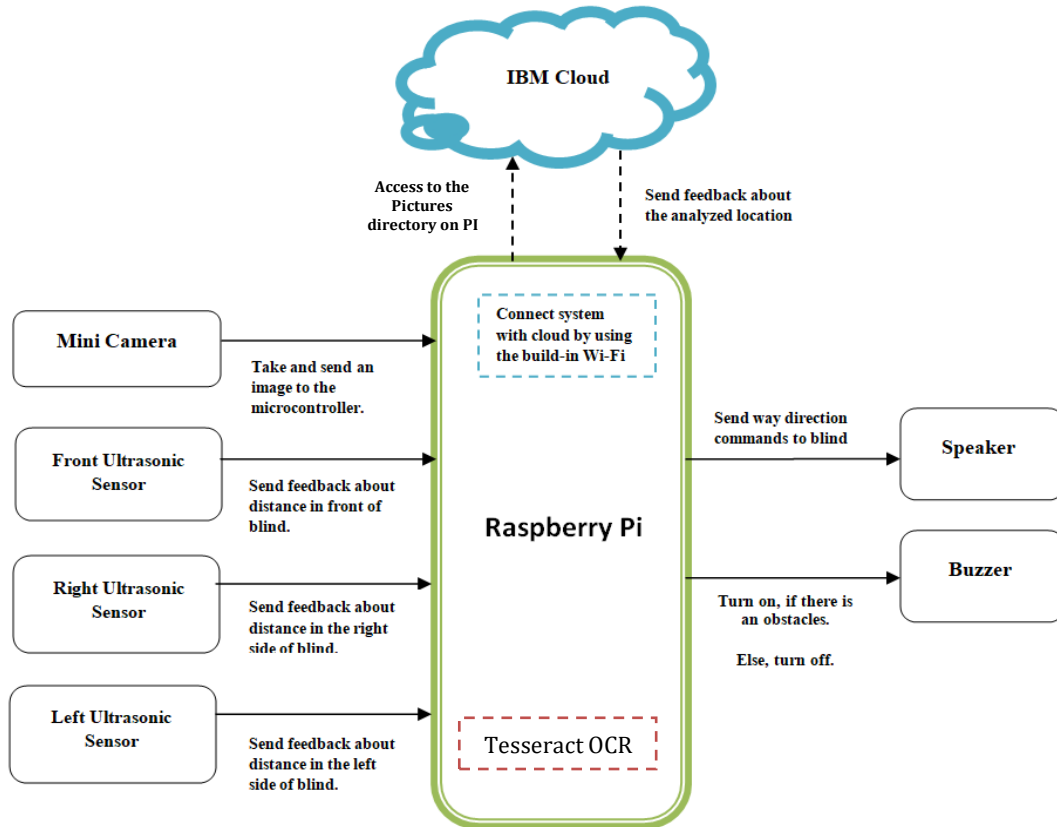 IBM Cloud
Access to the
Pictures
directory on PI
Send feedback about
the analyzed location
Connect system
with cloud by using
the build-in Wi-Fi
Mini Camera
Take and send an
image to the
microcontroller.
Front Ultrasonic
Sensor
Send feedback about
distance in front of
blind.
Right Ultrasonic
Sensor
Send feedback about
distance in the right
side of blind.
Left Ultrasonic
Sensor
Send feedback about
distance in the left
side of blind.
Raspberry Pi
Tesseract OCR
Send way direction
commands to blind
Speaker
Buzzer
Turn on, if there is
an obstacles.
Else, turn off.